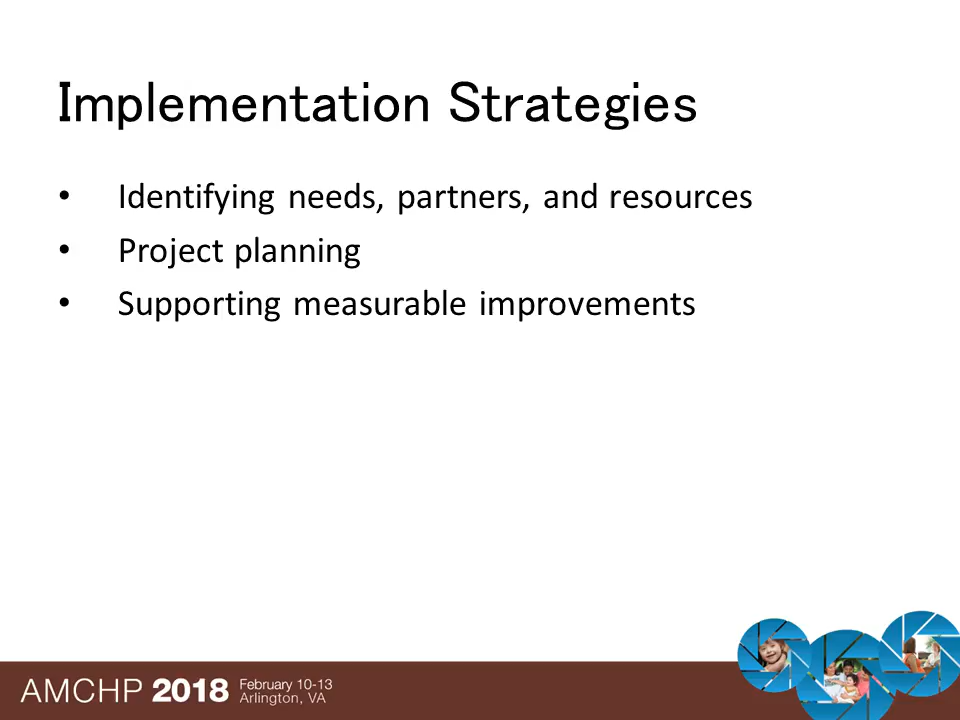 Implementation Strategies
• Identifying needs, partners, and resources
• Project planning
• Supporting measurable improvements
AMCHP 2018 February 10-13
Arlington, VA